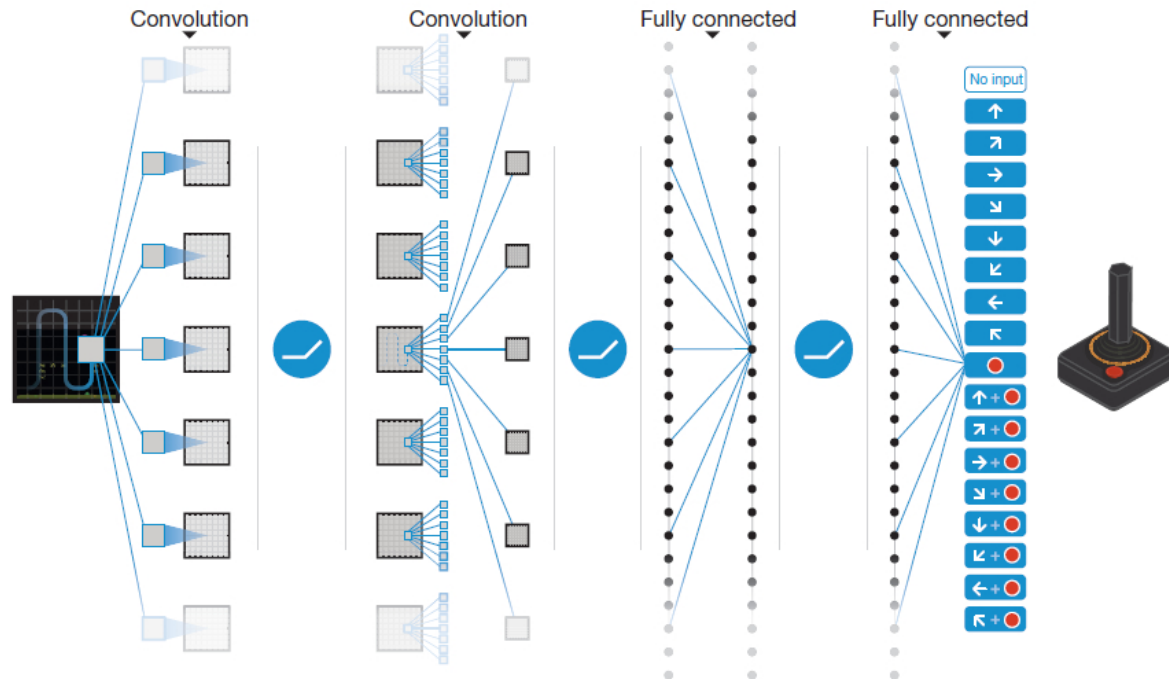 Convolution
Convolution
Fully connected
Fully connected
No input
+
+
+
+
+
+
+
+